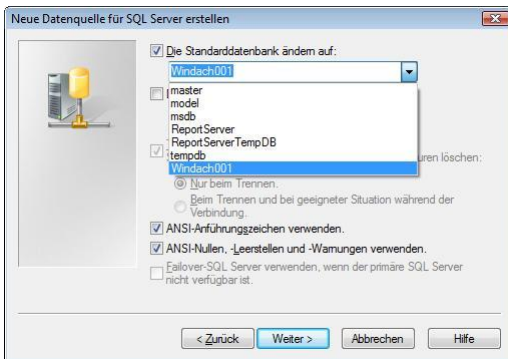 Neue Datenquelle für SQL Server erstellen
Die Standarddatenbank ändern auf:
Windach001
master
model
msdb
ReportServer
ReportServerTempDB
tempdb
Windach001
uren löschen:
Nur beim Trennen.
Beim Trennen und bei geeigneter Situation während der
Verbindung.
ANSI-Anführungszeichen verwenden.
ANSI-Nullen, -Leerstellen und -Warnungen verwenden.
Failover-SQL Server verwenden, wenn der primäre SQL Server
nicht verfügbar ist.
< Zurück
Weiter >
Abbrechen
Hilfe